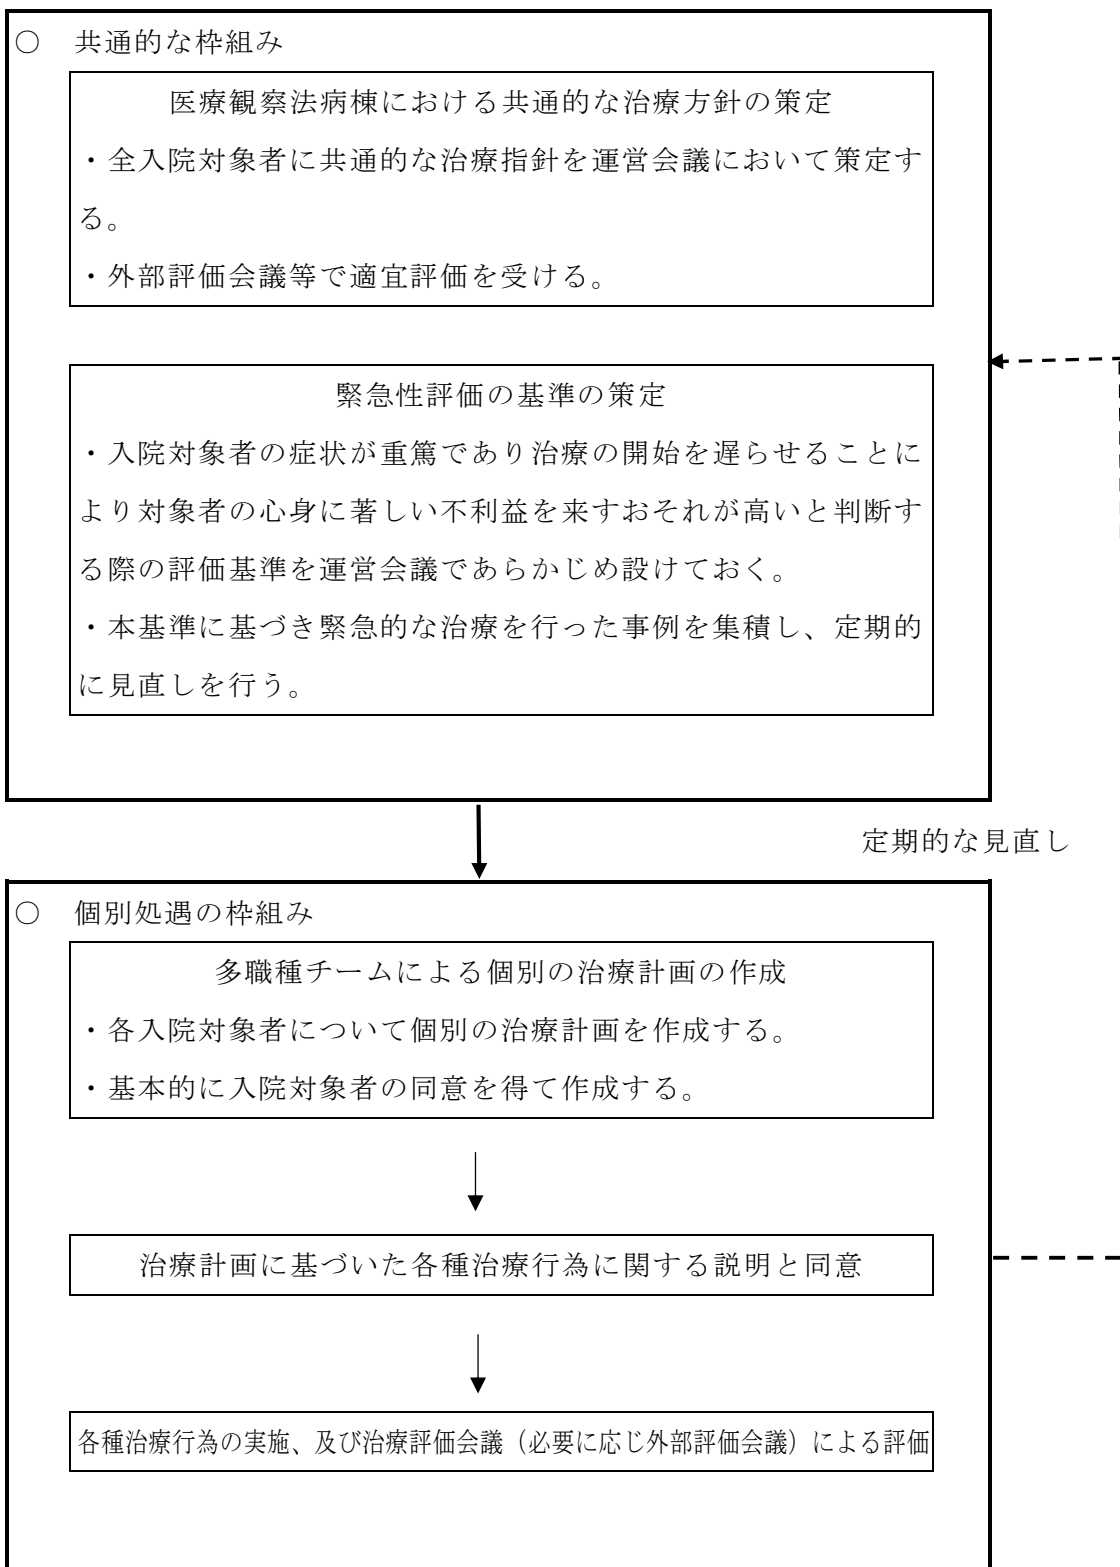 ○　共通的な枠組み
医療観察法病棟における共通的な治療方針の策定
・全入院対象者に共通的な治療指針を運営会議において策定す
る。
・外部評価会議等で適宜評価を受ける。
緊急性評価の基準の策定
・入院対象者の症状が重篤であり治療の開始を遅らせることに
より対象者の心身に著しい不利益を来すおそれが高いと判断す
る際の評価基準を運営会議であらかじめ設けておく。
・本基準に基づき緊急的な治療を行った事例を集積し、定期的
に見直しを行う。
定期的な見直し
○　個別処遇の枠組み
多職種チームによる個別の治療計画の作成
・各入院対象者について個別の治療計画を作成する。
・基本的に入院対象者の同意を得て作成する。
治療計画に基づいた各種治療行為に関する説明と同意
各種治療行為の実施、及び治療評価会議（必要に応じ外部評価会議）による評価